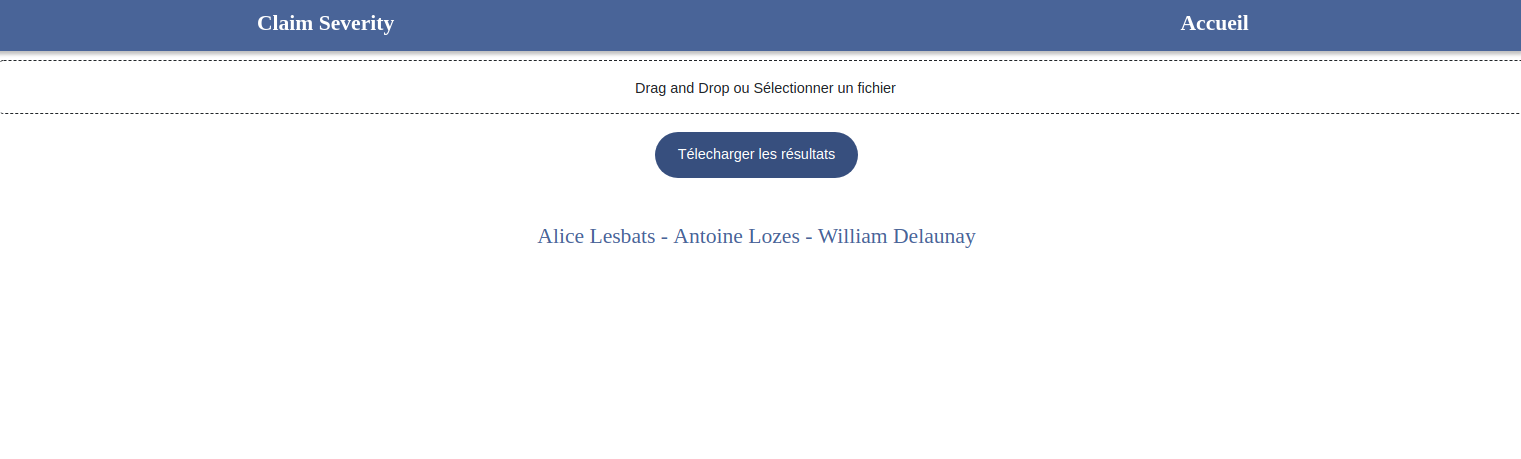 Claim Severity
Accueil
Drag and Drop ou Sélectionner un fichier
Télecharger les résultats
Alice Lesbats - Antoine Lozes - William Delaunay